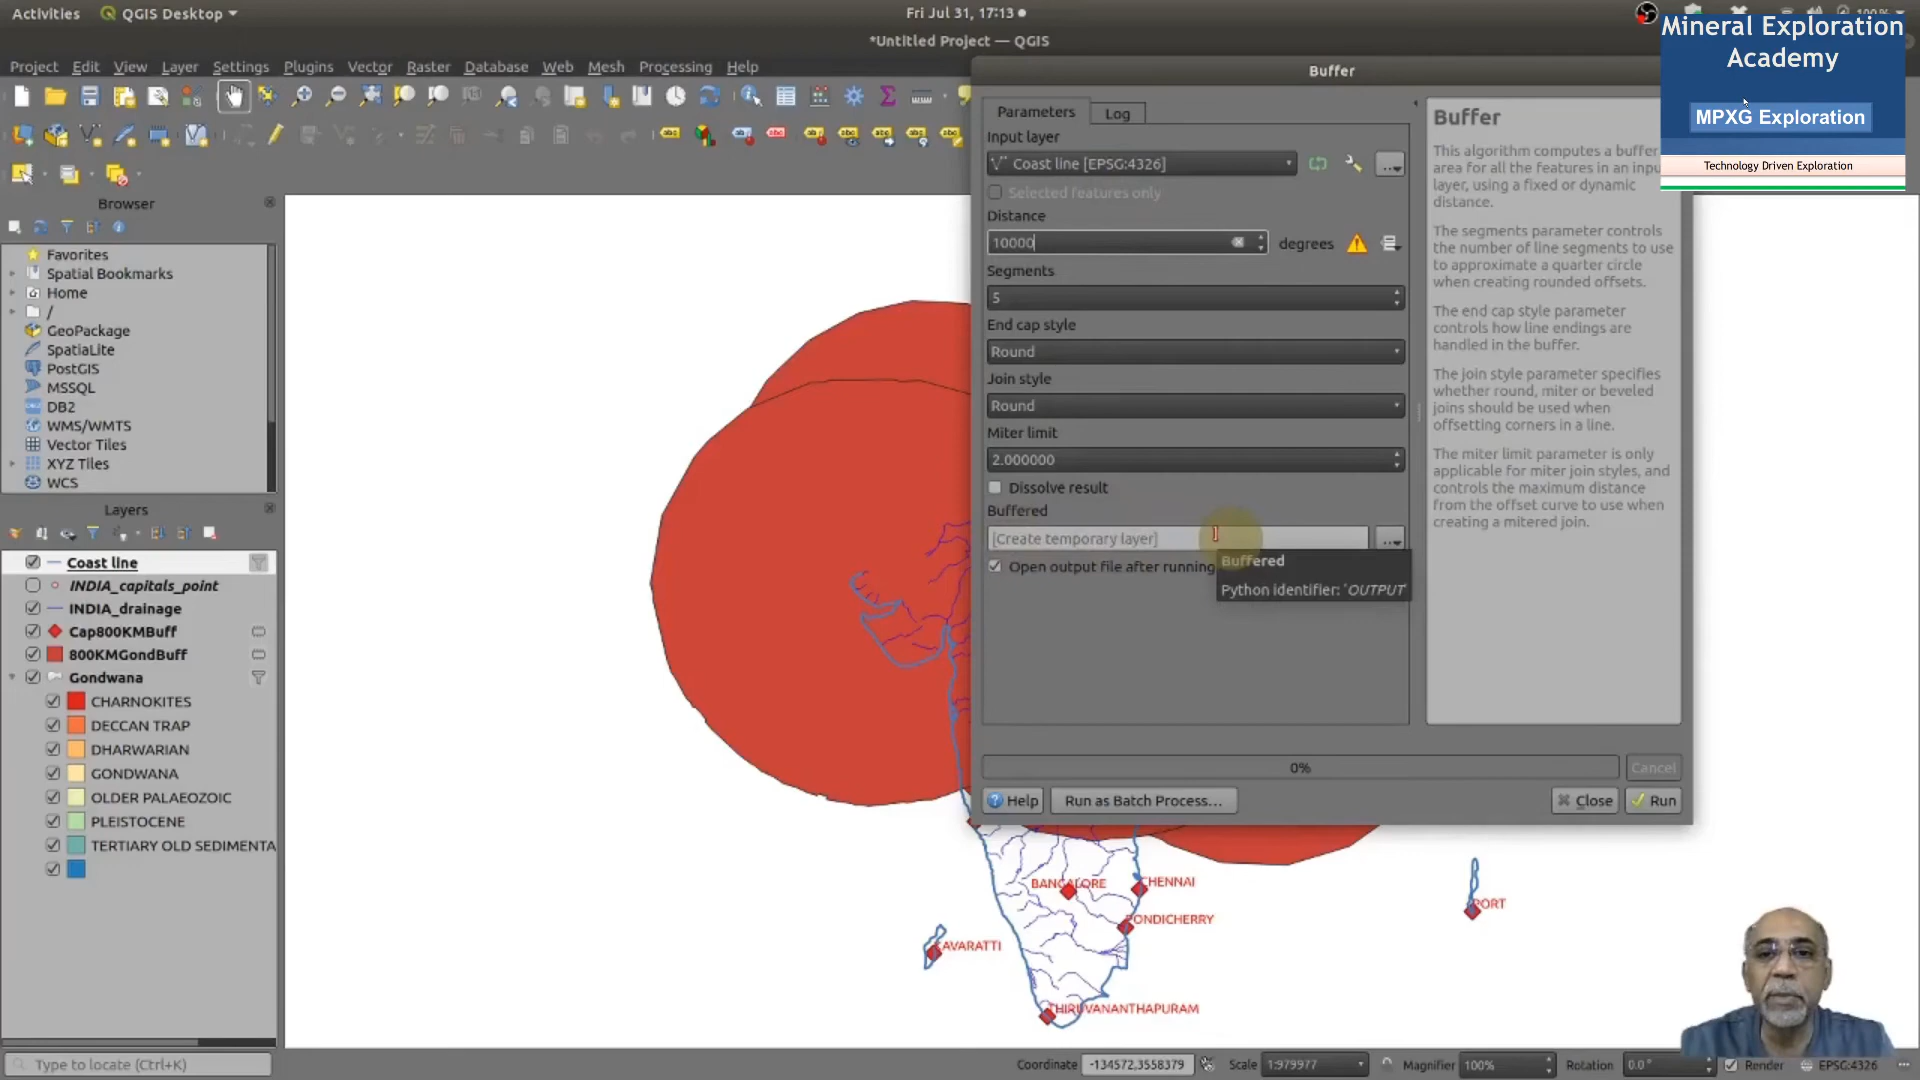 Activities
QGIS Desktop
Fri Jul 31, 17:13
100%
*Untitled Project — QGIS
Project Edit View Layer Settings Plugins Vector Raster Database Web Mesh Processing Help
Mineral Exploration
Academy
MPXG Exploration
Technology Driven Exploration
Browser
Favorites
Spatial Bookmarks
Home
/
GeoPackage
SpatiaLite
PostGIS
MSSQL
DB2
WMS/WMTS
Vector Tiles
XYZ Tiles
WCS
Layers
Coast line
INDIA_capitals_point
INDIA_drainage
Cap800KMBuff
800KMGondBuff
Gondwana
CHARNOKITES
DECCAN TRAP
DHARWARIAN
GONDWANA
OLDER PALAEOZOIC
PLEISTOCENE
TERTIARY OLD SEDIMENTA
Type to locate (Ctrl+K)
Buffer
Parameters
Log
Input layer
Coast line [EPSG:4326]
Selected features only
Distance
10000
degrees
Segments
5
End cap style
Round
Join style
Round
Miter limit
2.000000
Dissolve result
Buffered
[Create temporary layer]
Open output file after running
Buffered
Python identifier: 'OUTPUT'
0%
Cancel
Help
Run as Batch Process...
Close
Run
Buffer
This algorithm computes a buffer
area for all the features in an input
layer, using a fixed or dynamic
distance.
The segments parameter controls
the number of line segments to use
to approximate a quarter circle
when creating rounded offsets.
The end cap style parameter
controls how line endings are
handled in the buffer.
The join style parameter specifies
whether round, miter or beveled
joins should be used when
offsetting corners in a line.
The miter limit parameter is only
applicable for miter join styles, and
controls the maximum distance
from the offset curve to use when
creating a mitered join.
BANGALORE
CHENNAI
PONDICHERRY
KAVARATTI
THIRUVANANTHAPURAM
PORT
Coordinate -134572,3558379
Scale 1:979977
Magnifier 100%
Rotation 0.0°
Render
EPSG:4326